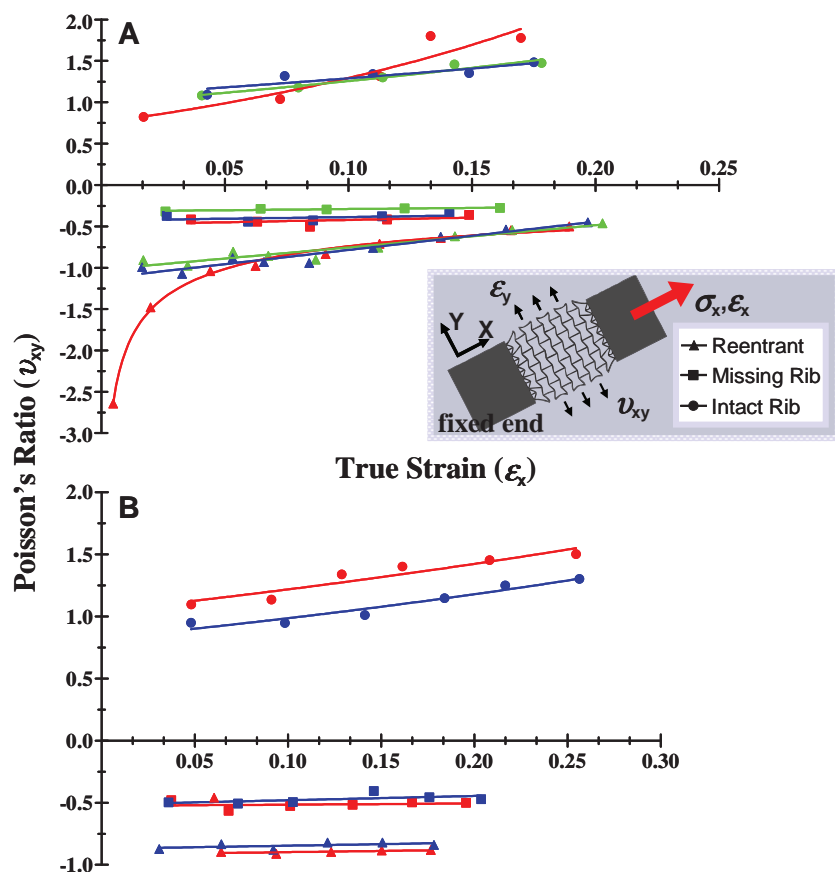 A
2.0
1.5
1.0
0.5
0.0
-0.5
-1.0
-1.5
-2.0
-2.5
-3.0
0.05
0.10
0.15
0.20
0.25
εy
Y
X
σx,εx
υxy
fixed end
Reentrant
Missing Rib
Intact Rib
True Strain (εx)
Poisson's Ratio (υxy)
B
2.0
1.5
1.0
0.5
0.0
-0.5
-1.0
0.05
0.10
0.15
0.20
0.25
0.30